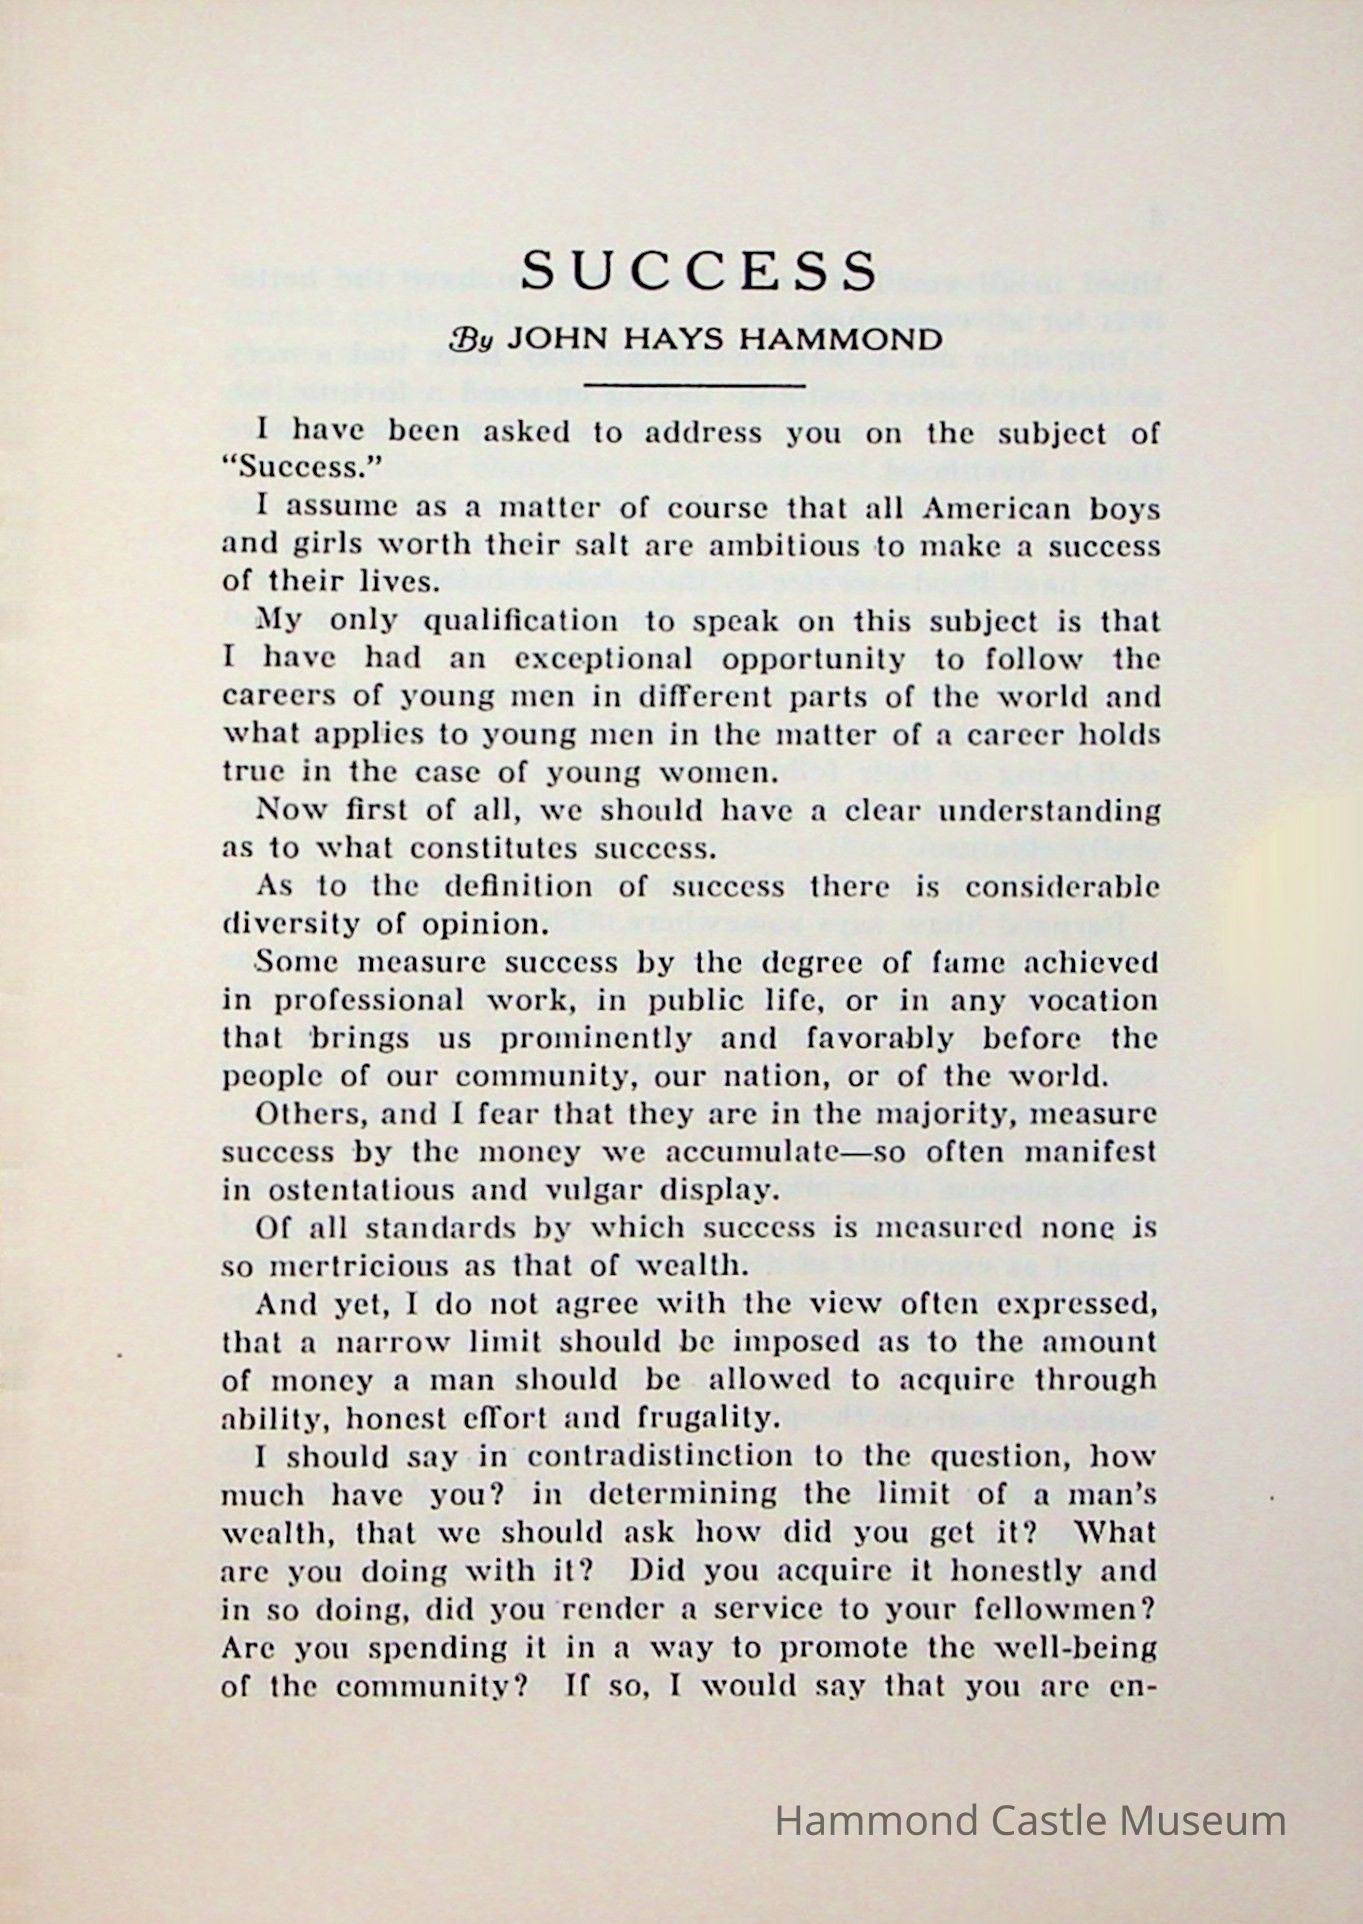 SUCCESS
By JOHN HAYS HAMMOND
I have been asked to address you on the subject of
“Success.”
I assume as a matter of course that all American boys
and girls worth their salt are ambitious to make a success
of their lives.
My only qualification to speak on this subject is that
I have had an exceptional opportunity to follow the
careers of young men in different parts of the world and
what applies to young men in the matter of a career holds
true in the case of young women.
Now first of all, we should have a clear understanding
as to what constitutes success.
As to the definition of success there is considerable
diversity of opinion.
Some measure success by the degree of fame achieved
in professional work, in public life, or in any vocation
that brings us prominently and favorably before the
people of our community, our nation, or of the world.
Others, and I fear that they are in the majority, measure
success by the money we accumulate—so often manifest
in ostentatious and vulgar display.
Of all standards by which success is measured none is
so mertricious as that of wealth.
And yet, I do not agree with the view often expressed,
that a narrow limit should be imposed as to the amount
of money a man should be allowed to acquire through
ability, honest effort and frugality.
I should say in contradistinction to the question, how
much have you? in determining the limit of a man’s
wealth, that we should ask how did you get it? What
are you doing with it? Did you acquire it honestly and
in so doing, did you render a service to your fellowmen?
Are you spending it in a way to promote the well-being
of the community? If so, I would say that you are en-
Hammond Castle Museum